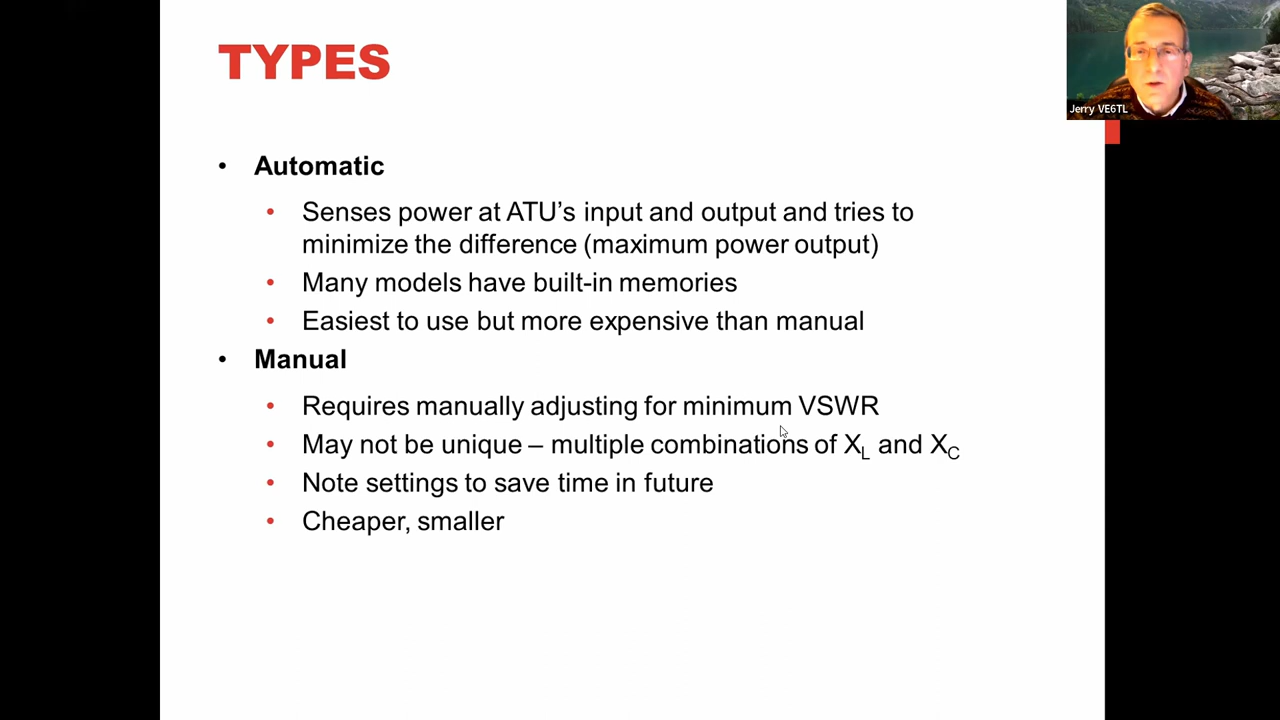 TYPES
Jerry VE6TL
• Automatic
• Senses power at ATU’s input and output and tries to
minimize the difference (maximum power output)
• Many models have built-in memories
• Easiest to use but more expensive than manual
• Manual
• Requires manually adjusting for minimum VSWR
• May not be unique – multiple combinations of XL and XC
• Note settings to save time in future
• Cheaper, smaller